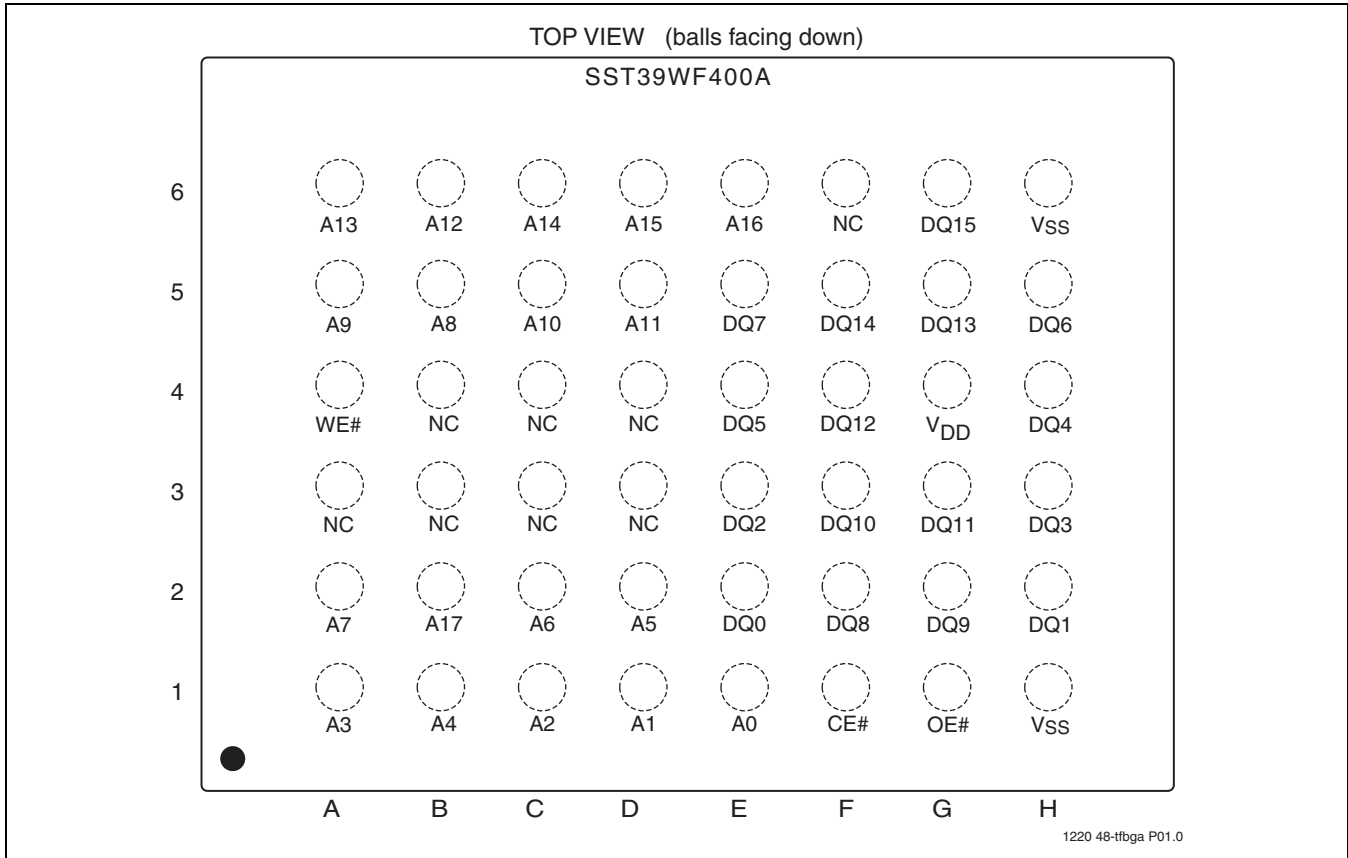 TOP VIEW (balls facing down)
SST39WF400A
6
A13 A12 A14 A15 A16 NC DQ15 VSS
5
A9 A8 A10 A11 DQ7 DQ14 DQ13 DQ6
4
WE# NC NC NC DQ5 DQ12 VDD DQ4
3
NC NC NC NC DQ2 DQ10 DQ11 DQ3
2
A7 A17 A6 A5 DQ0 DQ8 DQ9 DQ1
1
A3 A4 A2 A1 A0 CE# OE# VSS
A B C D E F G H
1220 48-tfbga P01.0